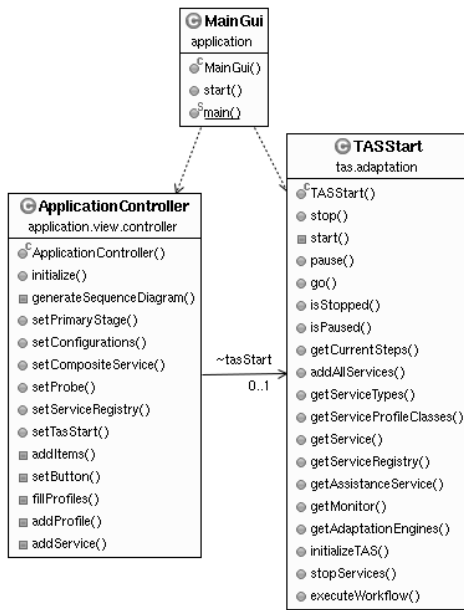 C MainGui
application
C MainGui()
start()
S main()
C ApplicationController
application.view.controller
C ApplicationController()
initialize()
generateSequenceDiagram()
setPrimaryStage()
setConfigurations()
setCompositeService()
setProbe()
setServiceRegistry()
setTasStart()
addItems()
setButton()
fillProfiles()
addProfile()
addService()
~tasStart
0..1
C TASStart
tas.adaptation
C TASStart()
stop()
start()
pause()
go()
isStopped()
isPaused()
getCurrentSteps()
addAllServices()
getServiceTypes()
getServiceProfileClasses()
getService()
getServiceRegistry()
getAssistanceService()
getMonitor()
getAdaptationEngines()
initializeTAS()
stopServices()
executeWorkflow()